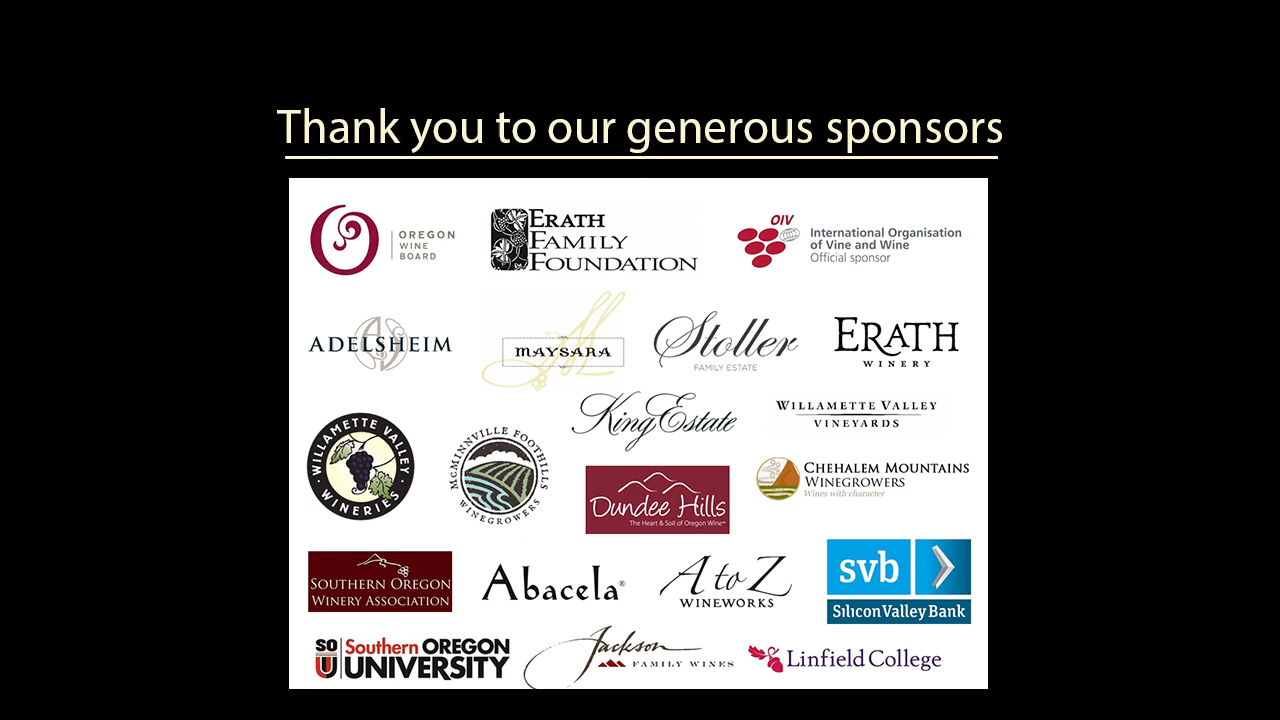 Thank you to our generous sponsors
OREGON
WINE
BOARD
ERATH
FAMILY
FOUNDATION
OIV
International Organisation
of Vine and Wine
Official sponsor
ADELSHEIM
MAYSARA
Stoller
FAMILY ESTATE
ERATH
WINERY
King Estate
WILLAMETTE VALLEY
VINEYARDS
WILLAMETTE VALLEY
WINERIES
McMINNVILLE FOOTHILLS
WINEGROWERS
Dundee Hills
The Heart & Soil of Oregon Wine™
CHEHALEM MOUNTAINS
WINEGROWERS
Wines with character
SOUTHERN OREGON
WINERY ASSOCIATION
Abacela®
A to Z
WINEWORKS
svb
Silicon Valley Bank
SO
U
Southern OREGON
UNIVERSITY
Jackson
FAMILY WINES
Linfield College